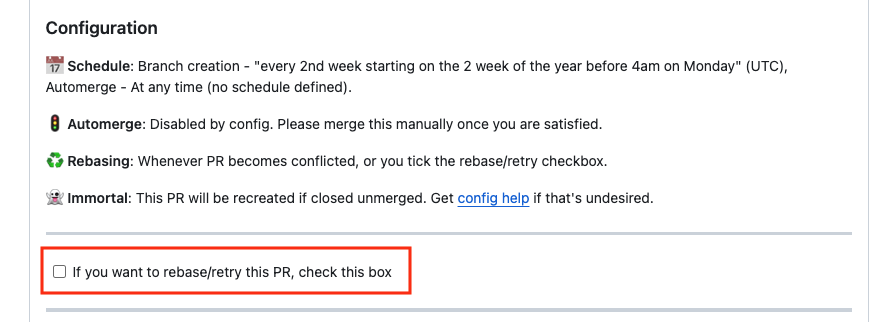 Configuration
📅 Schedule: Branch creation - "every 2nd week starting on the 2 week of the year before 4am on Monday" (UTC),
Automerge - At any time (no schedule defined).
🚦 Automerge: Disabled by config. Please merge this manually once you are satisfied.
♻ Rebasing: Whenever PR becomes conflicted, or you tick the rebase/retry checkbox.
👻 Immortal: This PR will be recreated if closed unmerged. Get config help if that's undesired.
If you want to rebase/retry this PR, check this box